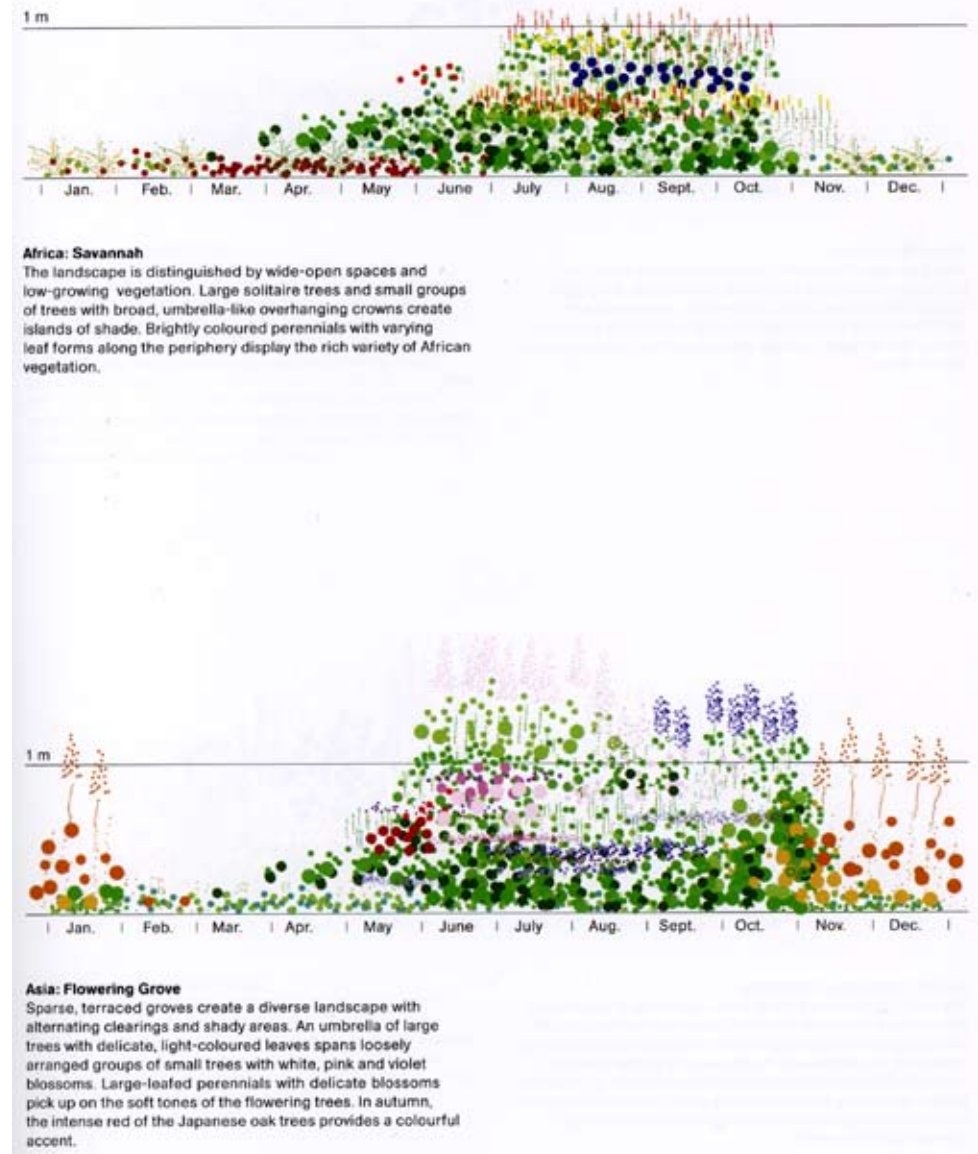 1 m
Jan. Feb. Mar. Apr. May June July Aug. Sept. Oct. Nov. Dec.
Africa: Savannah
The landscape is distinguished by wide-open spaces and
low-growing vegetation. Large solitaire trees and small groups
of trees with broad, umbrella-like overhanging crowns create
islands of shade. Brightly coloured perennials with varying
leaf forms along the periphery display the rich variety of African
vegetation.
1 m
Jan. Feb. Mar. Apr. May June July Aug. Sept. Oct. Nov. Dec.
Asia: Flowering Grove
Sparse, terraced groves create a diverse landscape with
alternating clearings and shady areas. An umbrella of large
trees with delicate, light-coloured leaves spans loosely
arranged groups of small trees with white, pink and violet
blossoms. Large-leafed perennials with delicate blossoms
pick up on the soft tones of the flowering trees. In autumn,
the intense red of the Japanese oak trees provides a colourful
accent.